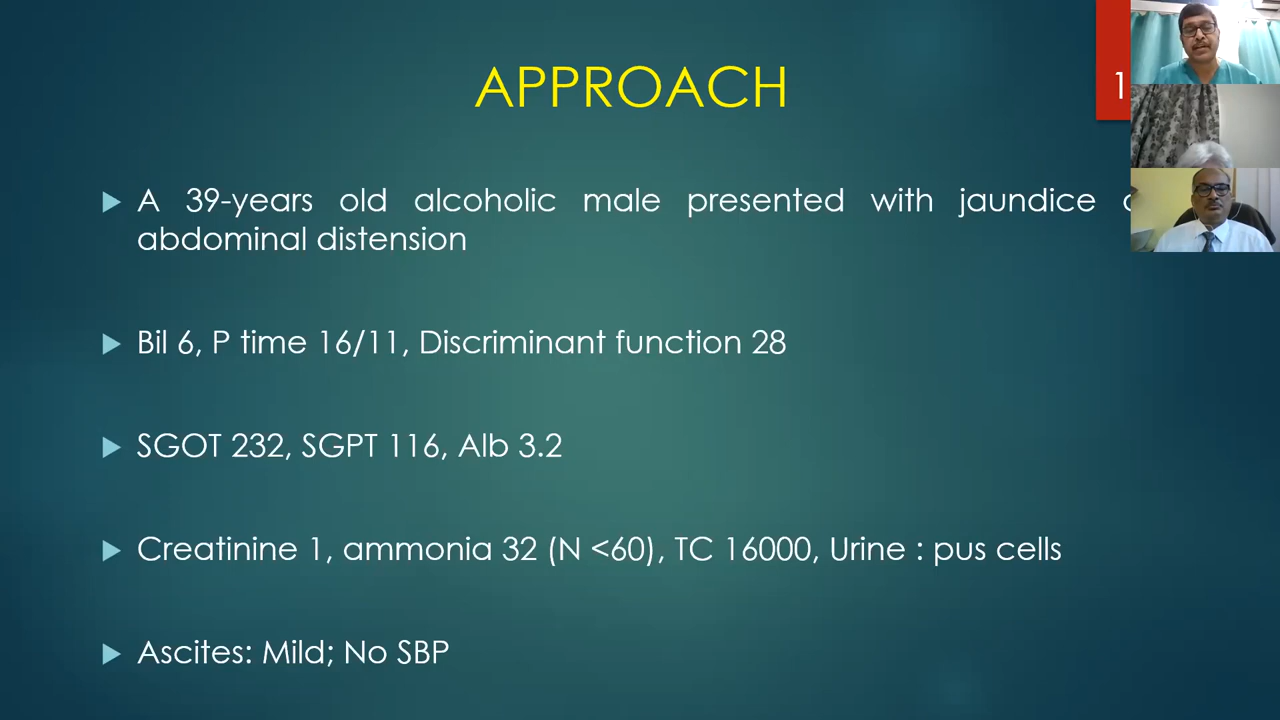 APPROACH
1
A 39-years old alcoholic male presented with jaundice
abdominal distension
Bil 6, P time 16/11, Discriminant function 28
SGOT 232, SGPT 116, Alb 3.2
Creatinine 1, ammonia 32 (N <60), TC 16000, Urine : pus cells
Ascites: Mild; No SBP